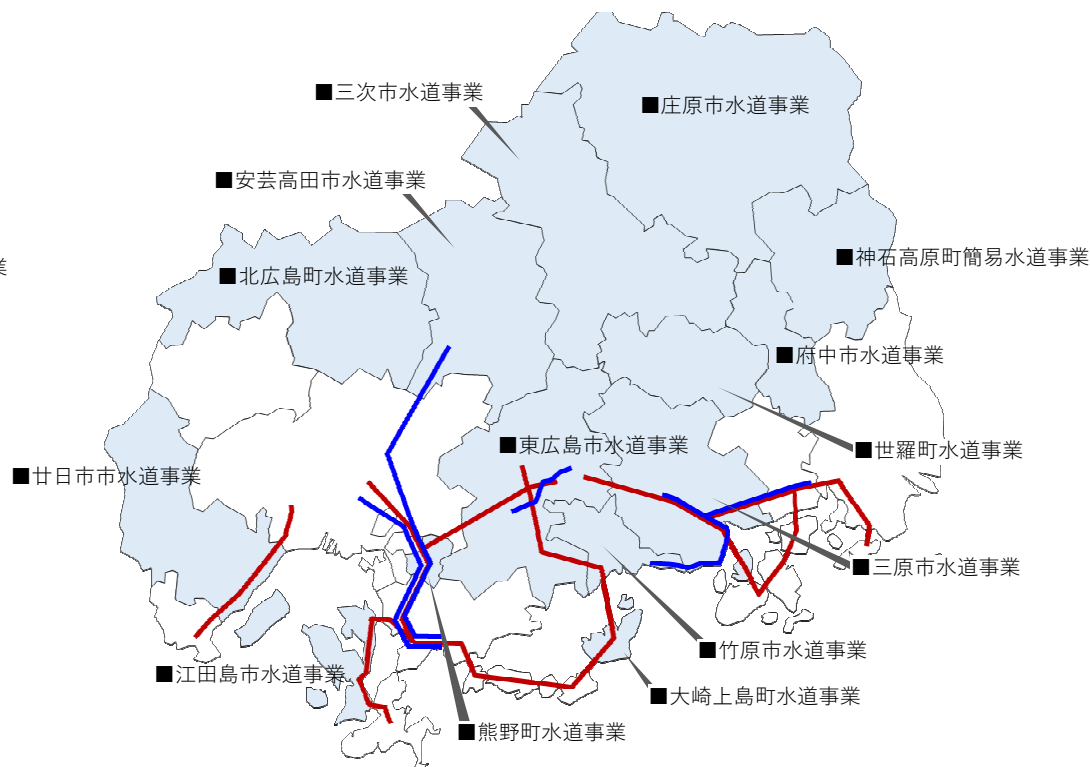 ■三次市水道事業
■庄原市水道事業
■安芸高田市水道事業
■神石高原町簡易水道事業
業
■北広島町水道事業
■府中市水道事業
■東広島市水道事業
■世羅町水道事業
■廿日市市水道事業
■三原市水道事業
■竹原市水道事業
■江田島市水道事業
■大崎上島町水道事業
■熊野町水道事業